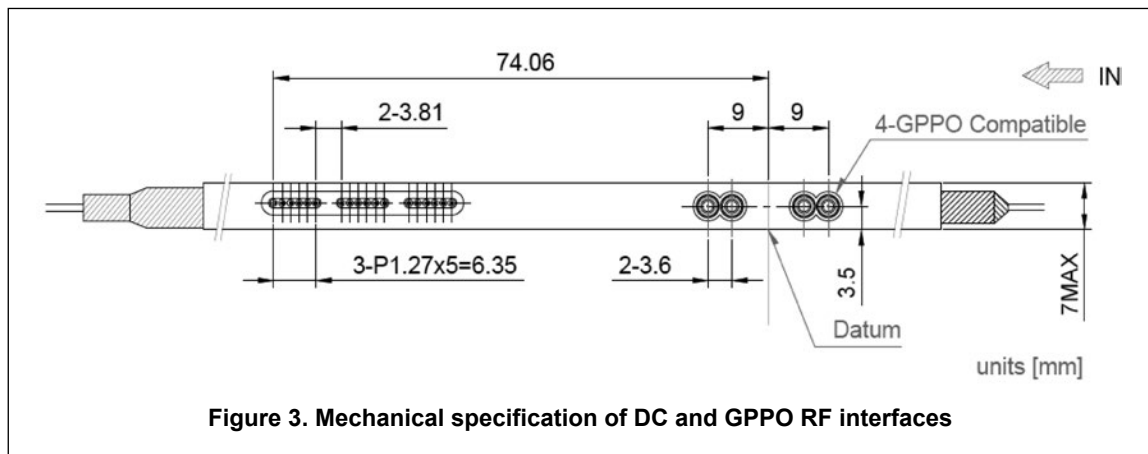 74.06
IN
2-3.81
9
9
4-GPPO Compatible
3-P1.27x5=6.35
2-3.6
3.5
7MAX
Datum
units [mm]
Figure 3. Mechanical specification of DC and GPPO RF interfaces